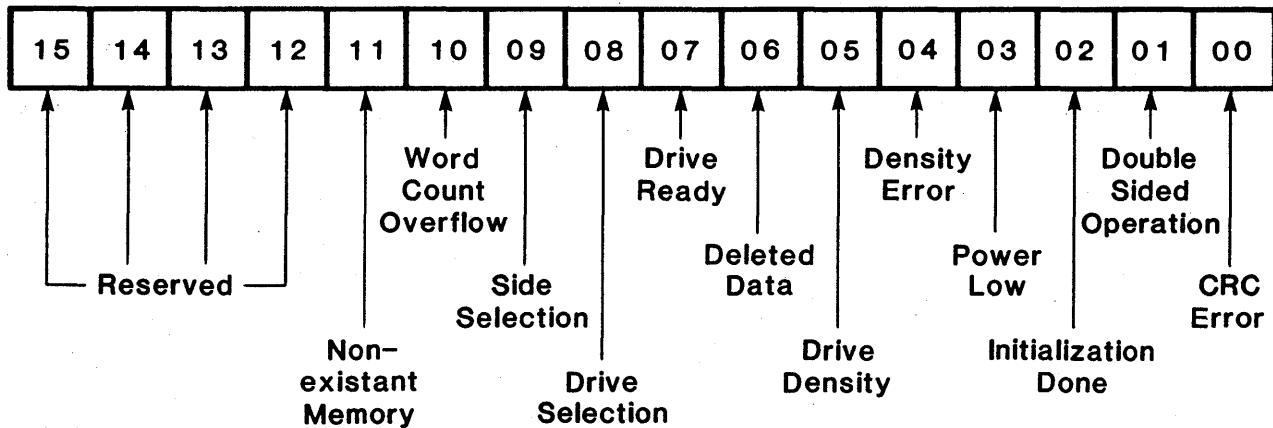 15 14 13 12 11 10 09 08 07 06 05 04 03 02 01 00
Reserved
Non-
existant
Memory
Word
Count
Overflow
Side
Selection
Drive
Selection
Drive
Ready
Deleted
Data
Drive
Density
Density
Error
Power
Low
Initialization
Done
Double
Sided
Operation
CRC
Error